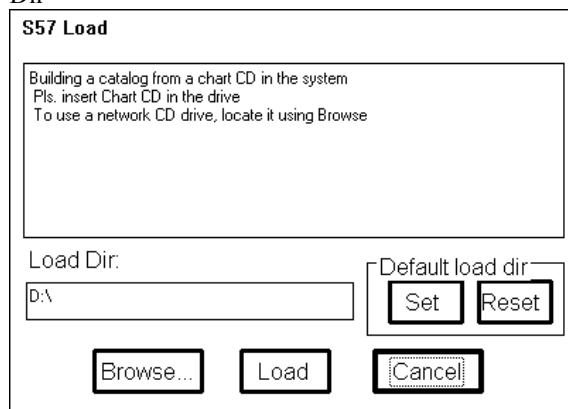 Dir
S57 Load
Building a catalog from a chart CD in the system
Pls. insert Chart CD in the drive
To use a network CD drive, locate it using Browse
Load Dir:
Default load dir
D:\
Set
Reset
Browse...
Load
Cancel